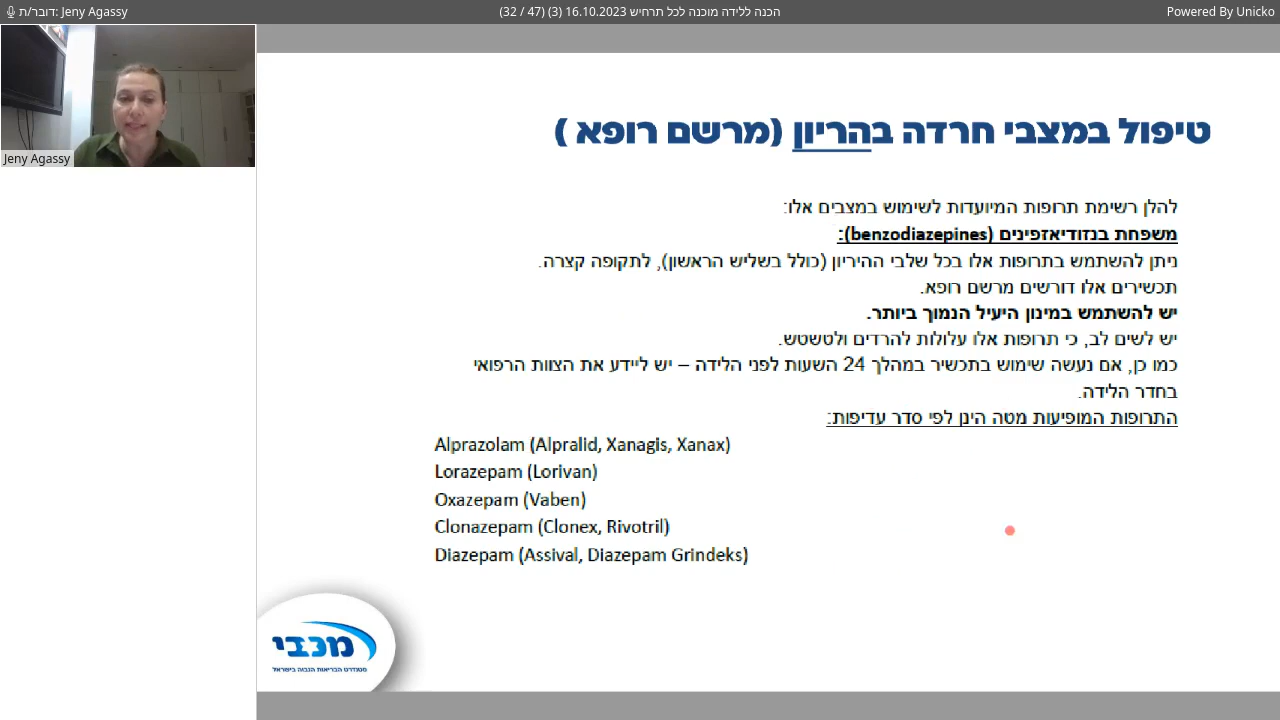 דובר/ת: Jeny Agassy
הכנה ללידה מוכנה לכל תרחיש 16.10.2023 (3) (47 / 32)
Powered By Unicko
Jeny Agassy
טיפול במצבי חרדה בהריון (מרשם רופא )
להלן רשימת תרופות המיועדות לשימוש במצבים אלו:
משפחת בנזודיאזפינים (benzodiazepines):
ניתן להשתמש בתרופות אלו בכל שלבי ההיריון (כולל בשליש הראשון), לתקופה קצרה.
תכשירים אלו דורשים מרשם רופא.
יש להשתמש במינון היעיל הנמוך ביותר.
יש לשים לב, כי תרופות אלו עלולות להרדים ולטשטש.
כמו כן, אם נעשה שימוש בתכשיר במהלך 24 השעות לפני הלידה – יש ליידע את הצוות הרפואי
בחדר הלידה.
התרופות המופיעות מטה הינן לפי סדר עדיפות:
Alprazolam (Alpralid, Xanagis, Xanax)
Lorazepam (Lorivan)
Oxazepam (Vaben)
Clonazepam (Clonex, Rivotril)
Diazepam (Assival, Diazepam Grindeks)
מכבי
מסטנדרט הבריאות הגבוה בישראל